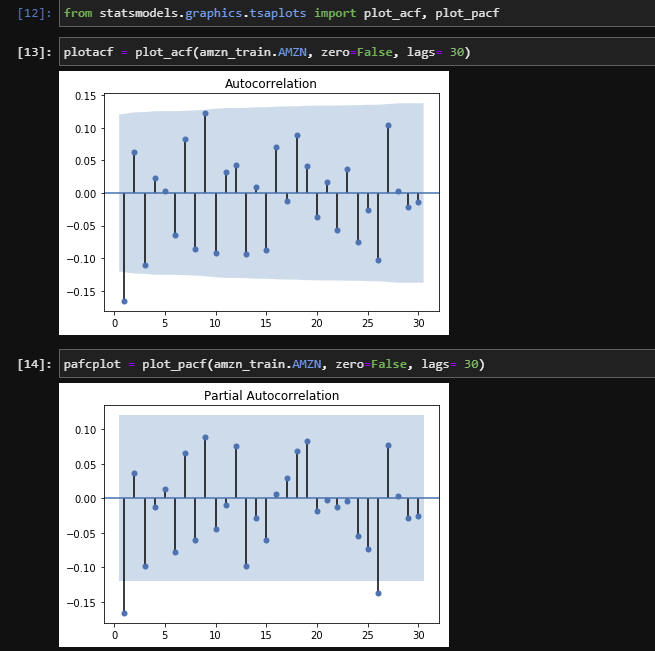 [12]: from statsmodels.graphics.tsaplots import plot_acf, plot_pacf
[13]: plotacf = plot_acf(amzn_train.AMZN, zero=False, lags= 30)
Autocorrelation
0.15
0.10
0.05
0.00
−0.05
−0.10
−0.15
0 5 10 15 20 25 30
[14]: pafcplot = plot_pacf(amzn_train.AMZN, zero=False, lags= 30)
Partial Autocorrelation
0.10
0.05
0.00
−0.05
−0.10
−0.15
0 5 10 15 20 25 30